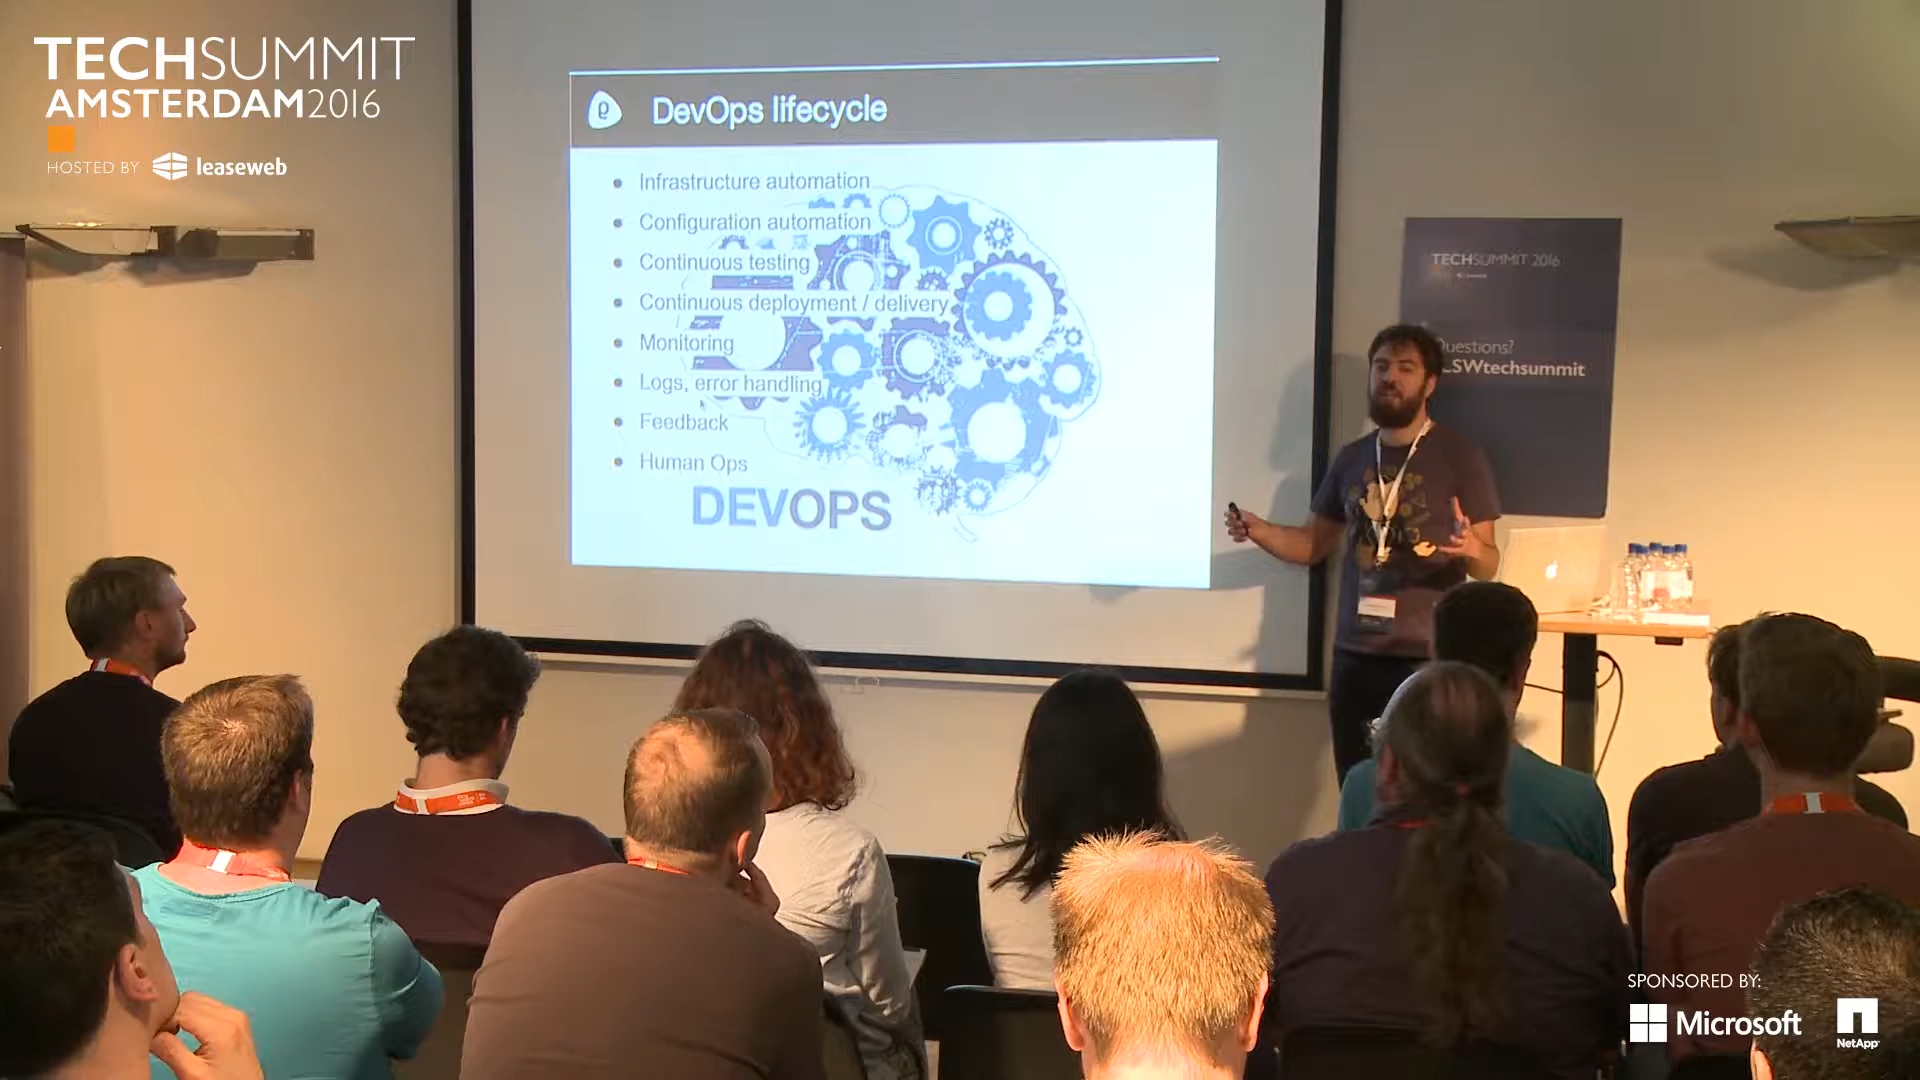 TECHSUMMIT
AMSTERDAM2016
HOSTED BY leaseweb
DevOps lifecycle
Infrastructure automation
Configuration automation
Continuous testing
Continuous deployment / delivery
Monitoring
Logs, error handling
Feedback
Human Ops
DEVOPS
TECHSUMMIT 2016
Questions?
LSWtechsummit
SPONSORED BY:
Microsoft
NetApp